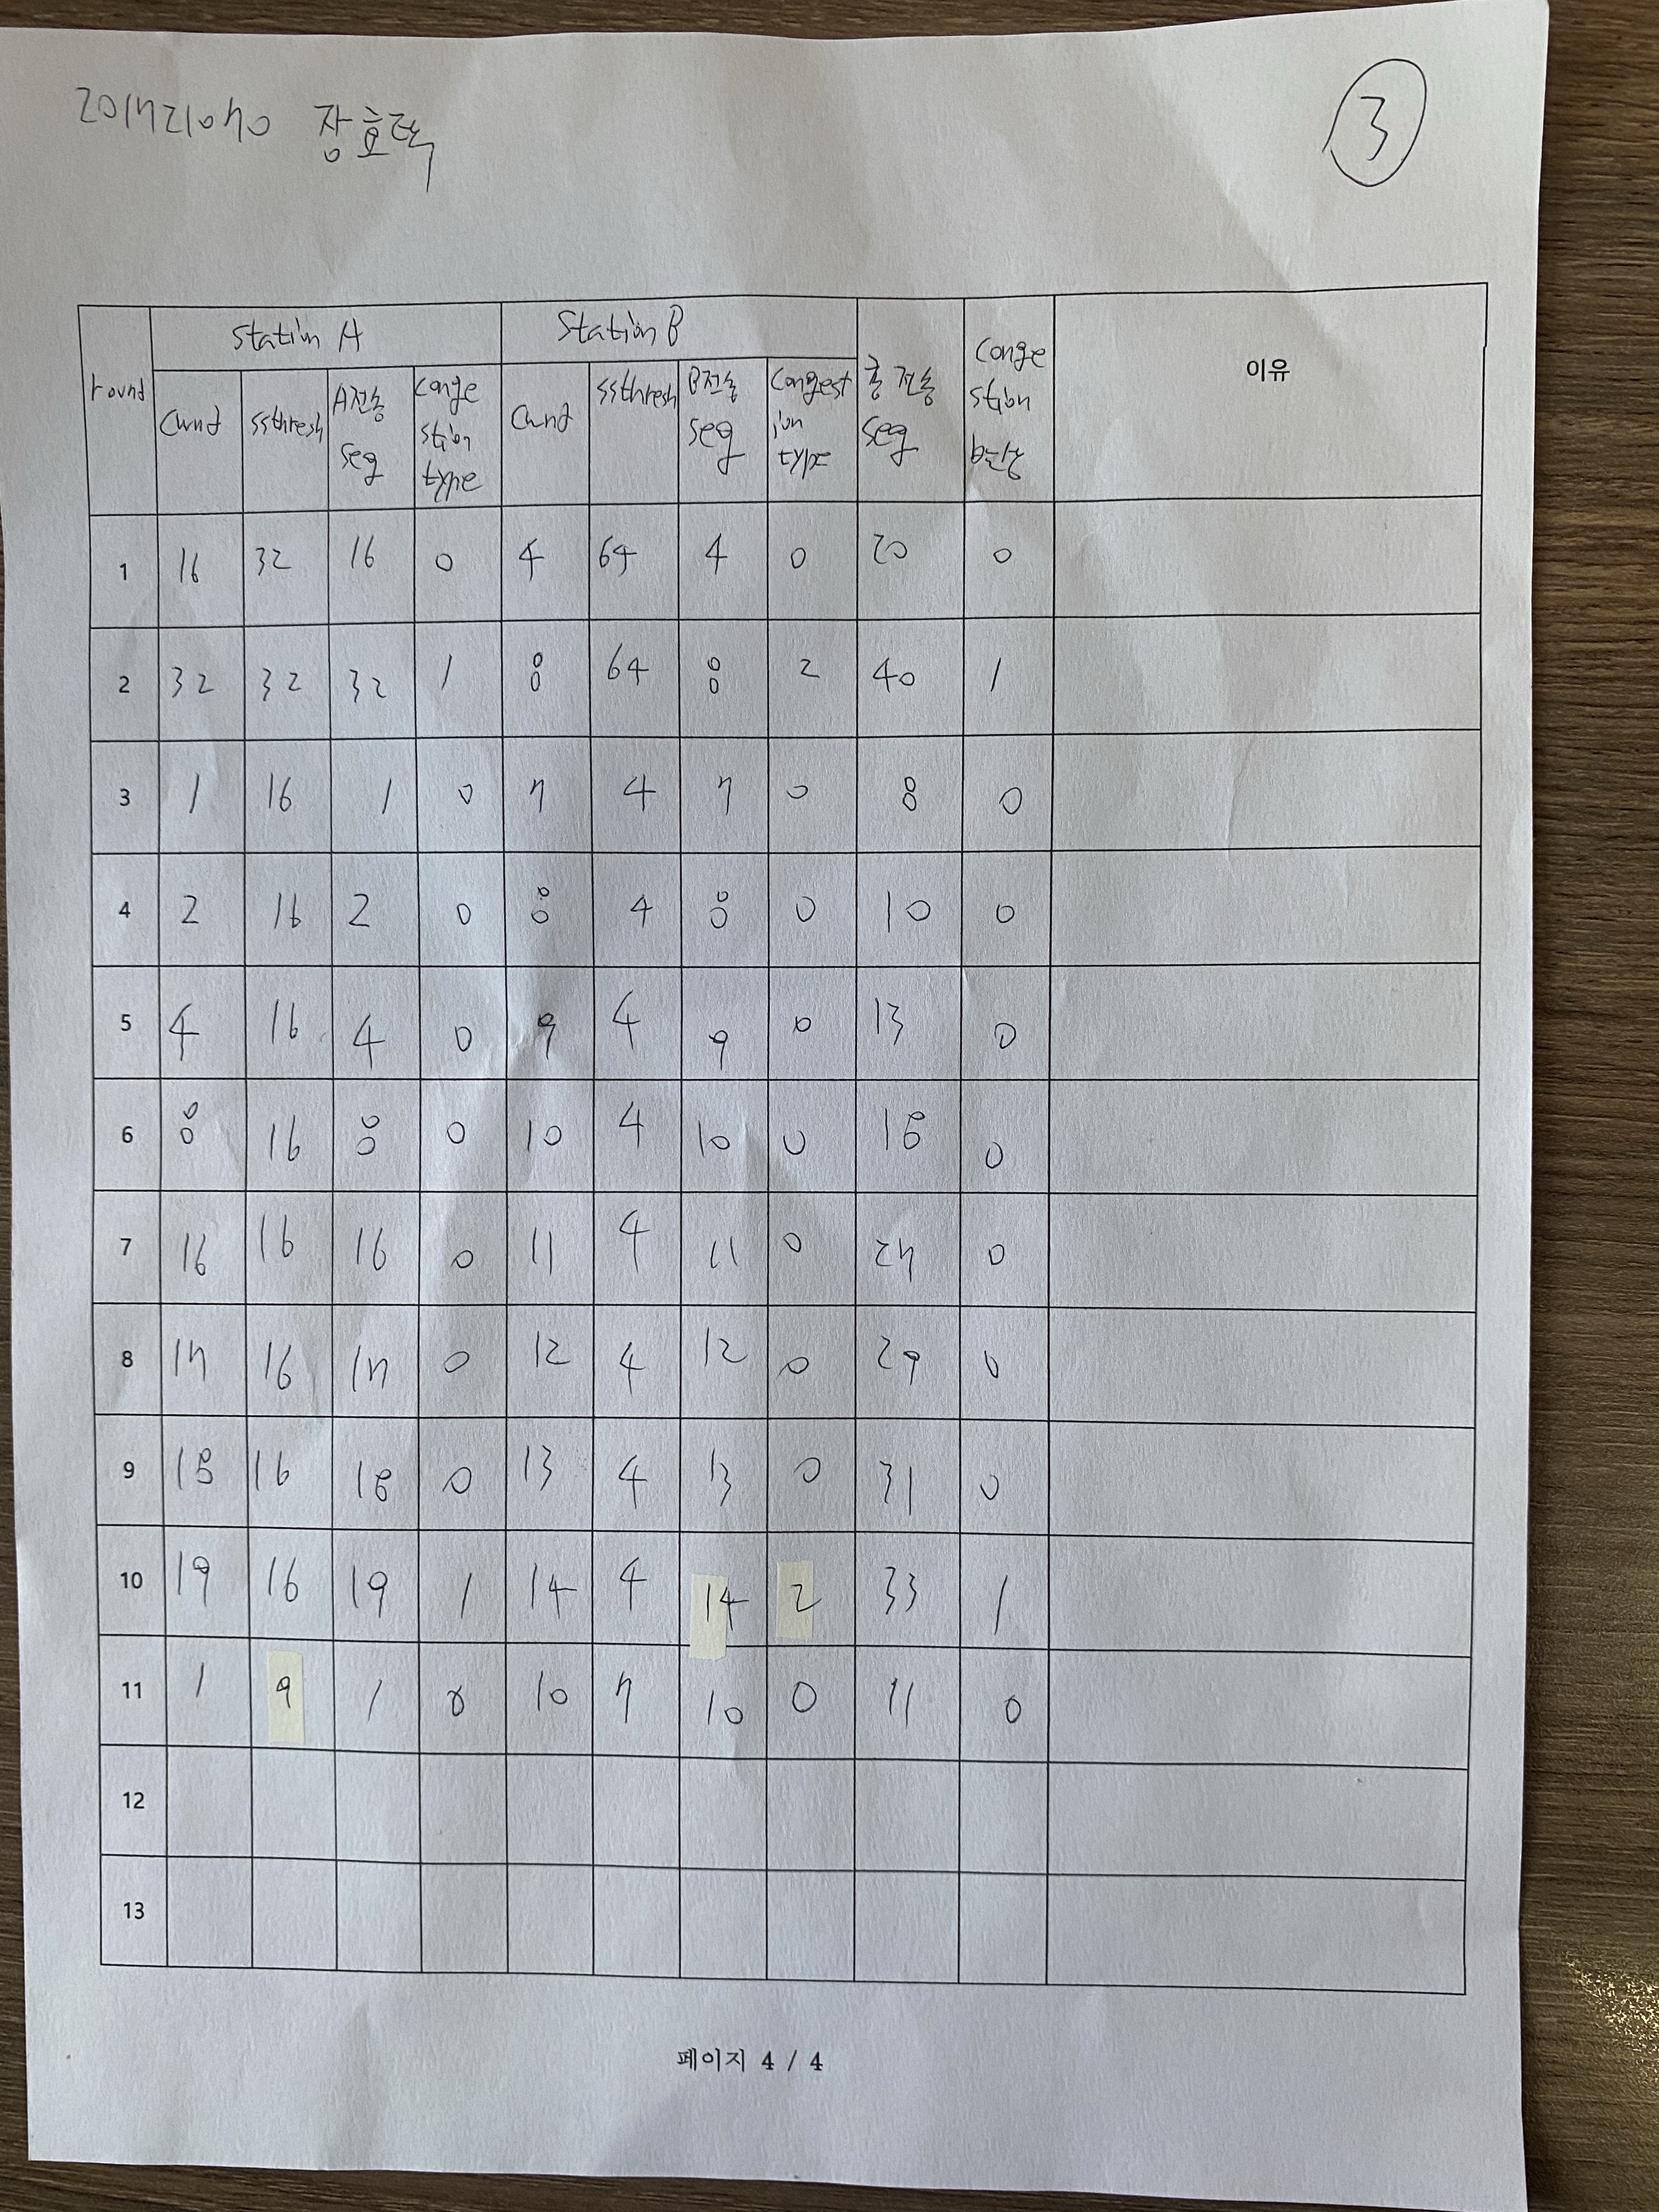 201721070 장효택
3
round Station A Station B 총 전송 seg Congestion 발생 이유
Cwnd ssthresh A전송 seg Congestion type Cwnd ssthresh B전송 seg Congestion type
1 16 32 16 0 4 64 4 0 20 0
2 32 32 32 1 8 64 8 2 40 1
3 1 16 1 0 7 4 7 0 8 0
4 2 16 2 0 8 4 8 0 10 0
5 4 16 4 0 9 4 9 0 13 0
6 8 16 8 0 10 4 10 0 18 0
7 16 16 16 0 11 4 11 0 27 0
8 17 16 17 0 12 4 12 0 29 0
9 18 16 18 0 13 4 13 0 31 0
10 19 16 19 1 14 4 14 2 33 1
11 1 9 1 0 10 7 10 0 11 0
12
13
페이지 4 / 4